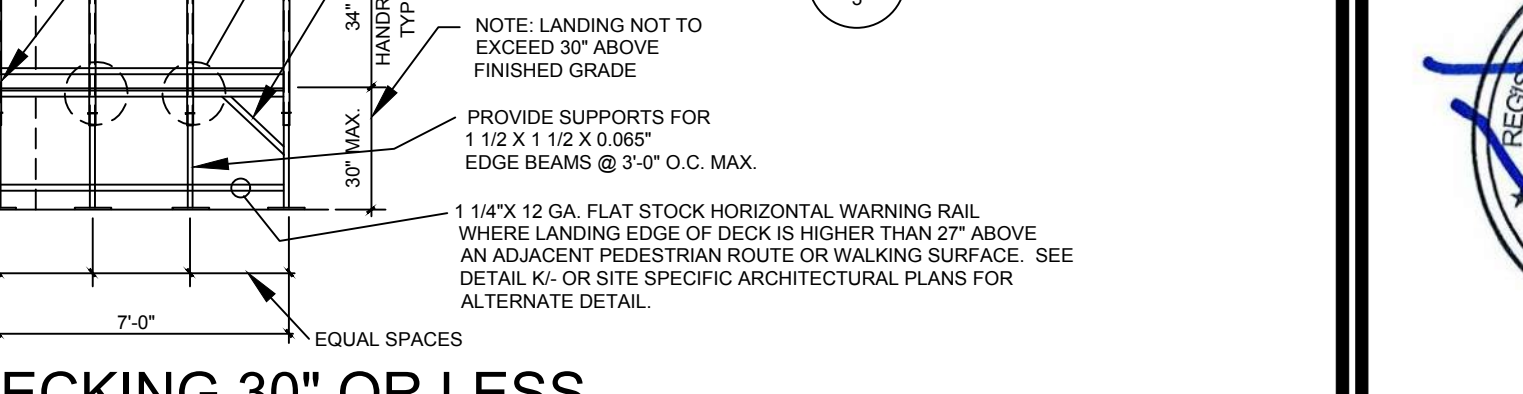 3
34"
HANDR
TYP
NOTE: LANDING NOT TO
EXCEED 30" ABOVE
FINISHED GRADE
30" MAX.
PROVIDE SUPPORTS FOR
1 1/2 X 1 1/2 X 0.065"
EDGE BEAMS @ 3'-0" O.C. MAX.
1 1/4"X 12 GA. FLAT STOCK HORIZONTAL WARNING RAIL
WHERE LANDING EDGE OF DECK IS HIGHER THAN 27" ABOVE
AN ADJACENT PEDESTRIAN ROUTE OR WALKING SURFACE. SEE
DETAIL K/- OR SITE SPECIFIC ARCHITECTURAL PLANS FOR
ALTERNATE DETAIL.
7'-0"
EQUAL SPACES
ECKING 30" OR LESS
REGIS